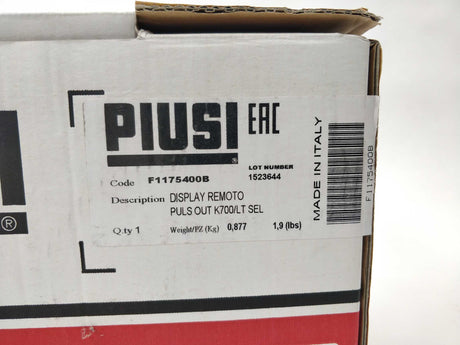 PIUSI EAC
®
LOT NUMBER
Code F1175400B 1523644
Description DISPLAY REMOTO
PULS OUT K700/LT SEL
Q.ty 1 Weight/PZ (Kg) 0,877 1,9 (lbs)
MADE IN ITALY
F1175400B
I
®